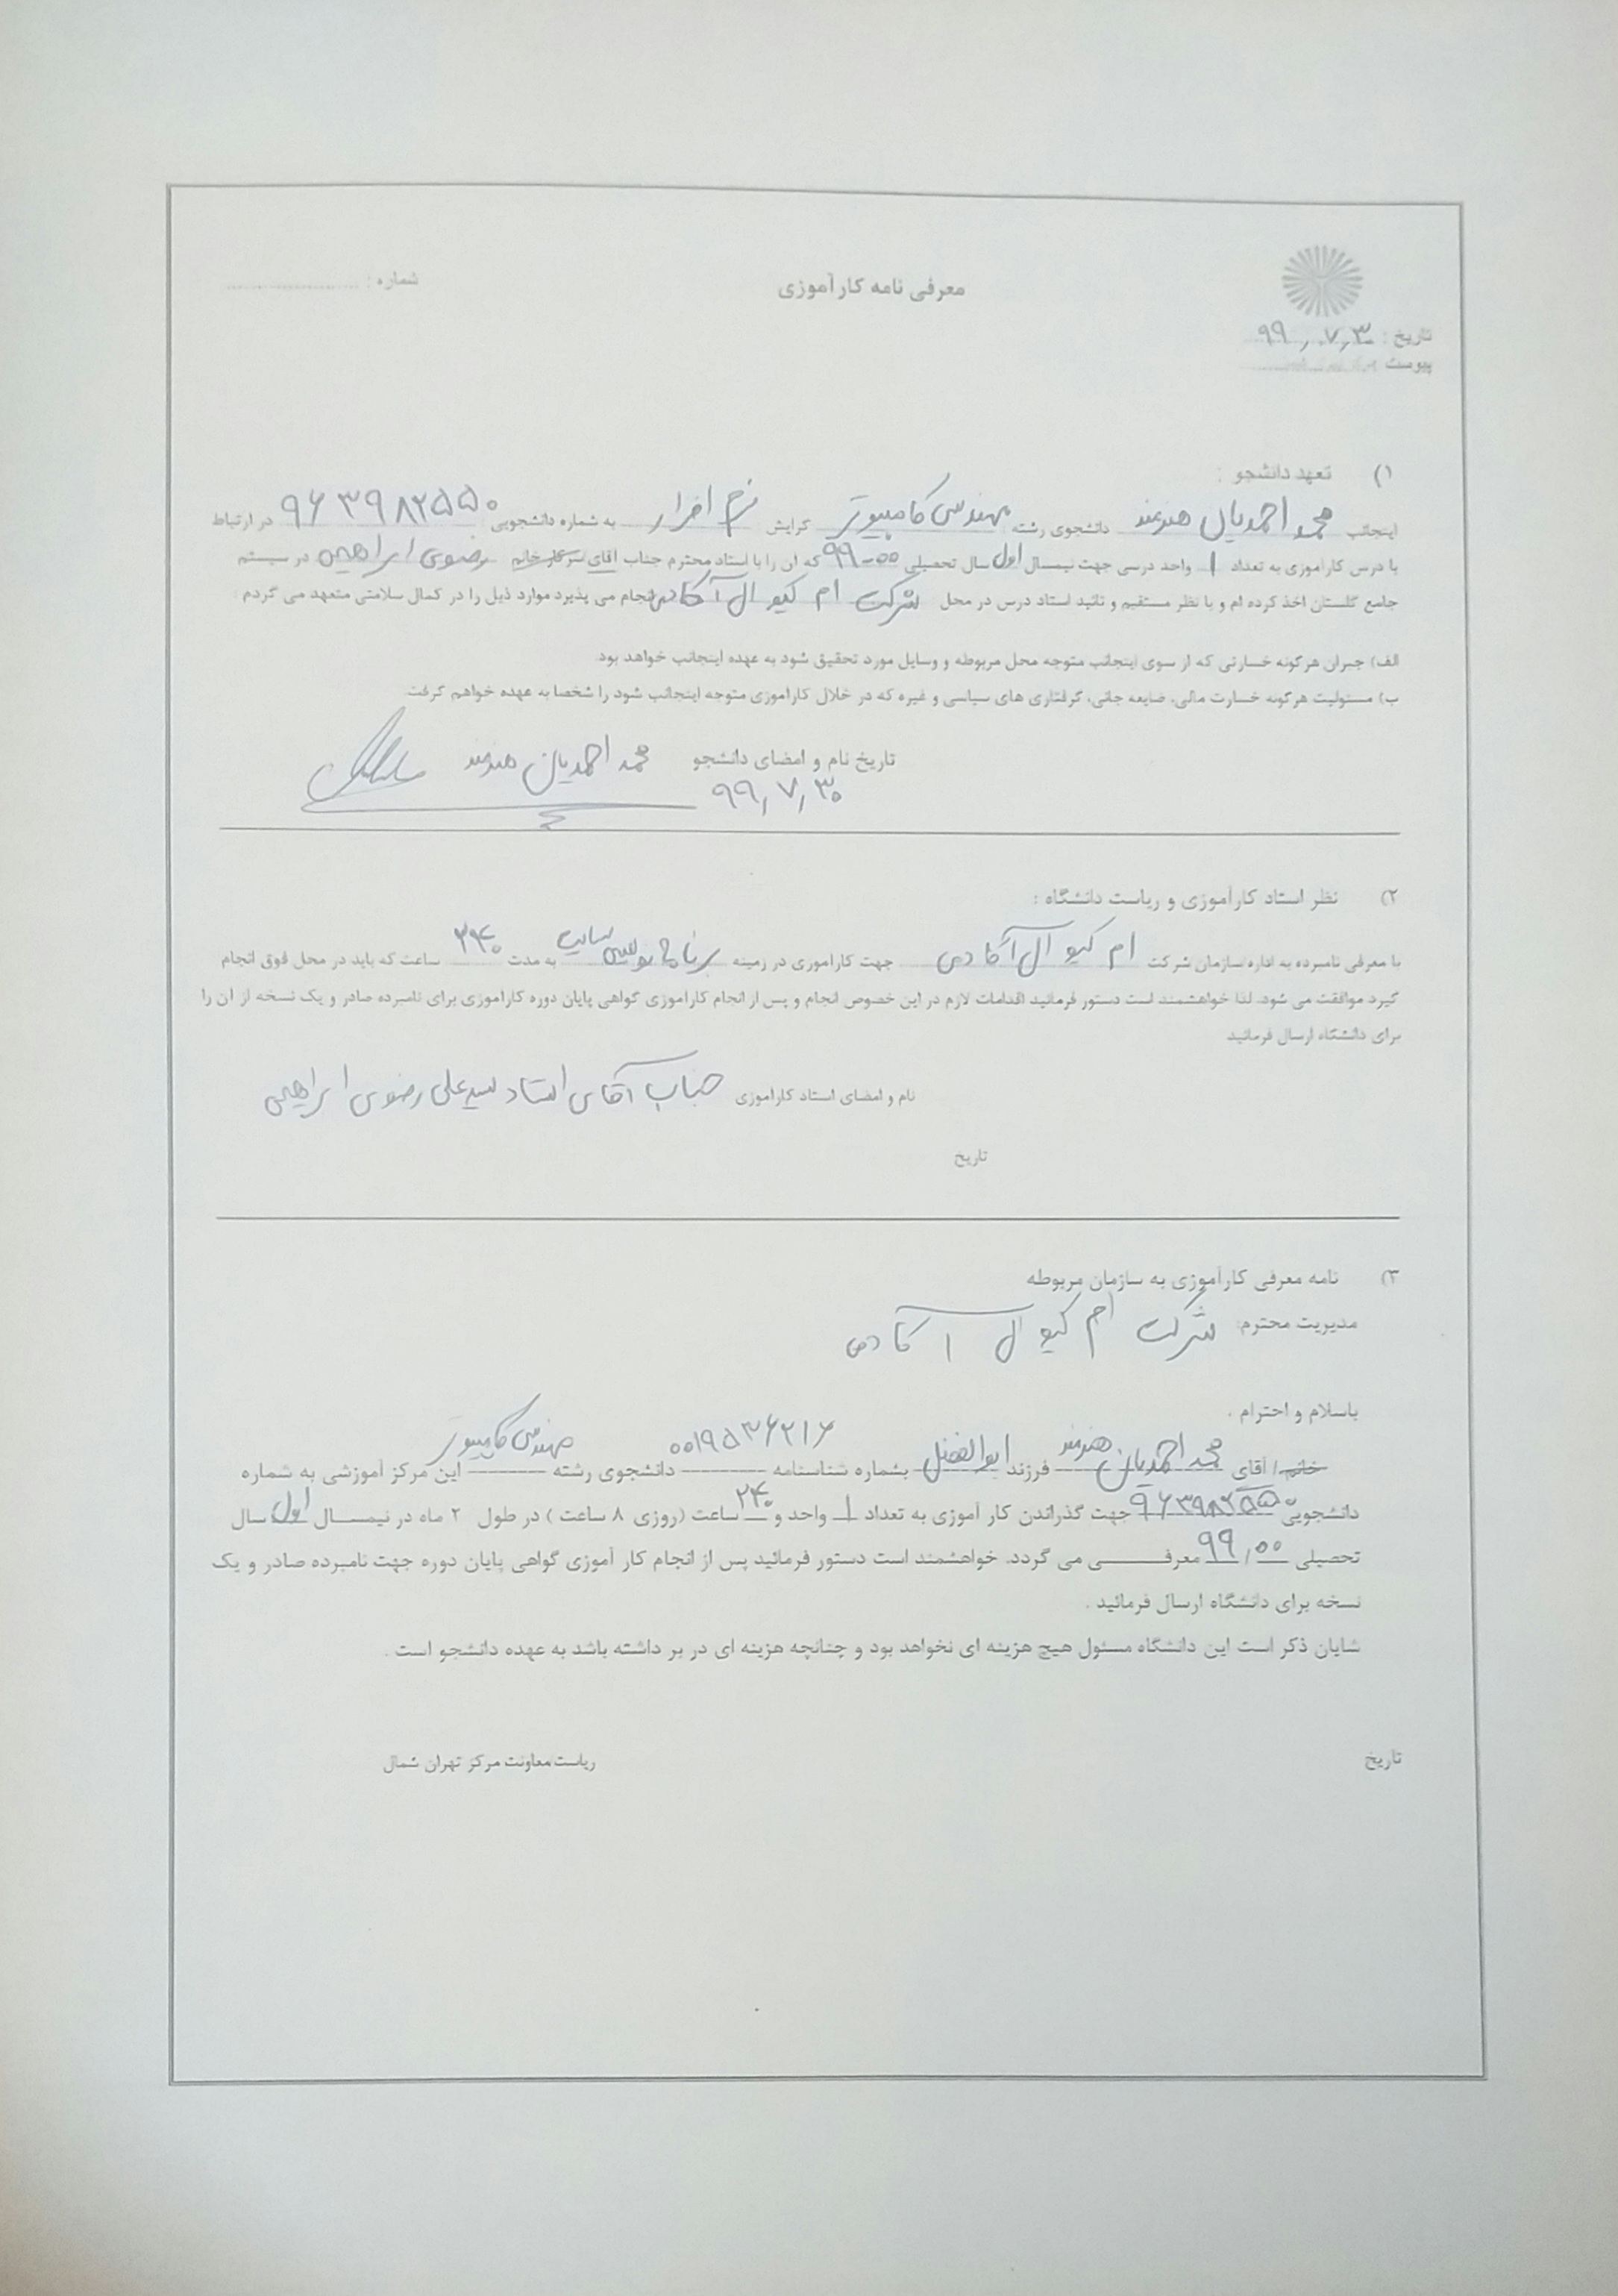 معرفی نامه کارآموزی
شماره : ........................
تاریخ : ۹۹,۷,۳۰
پیوست
۱) تعهد دانشجو :
اینجانب محمد احمدیان هنرمند دانشجوی رشته مهندسی کامپیوتر گرایش نرم افزار به شماره دانشجویی ۹۶۳۹۸۲۵۵۰ در ارتباط
با درس کارآموزی به تعداد ۱ واحد درسی جهت نیمسال اول سال تحصیلی ۰۰-۹۹ که آن را با استاد محترم جناب آقای سرکار خانم رضوی ابراهیمی در سیستم
جامع گلستان اخذ کرده ام و با نظر مستقیم و تائید استاد درس در محل شرکت ام کیو ال آکادمی انجام می پذیرد موارد ذیل را در کمال سلامتی متعهد می گردم :
الف) جبران هرگونه خسارتی که از سوی اینجانب متوجه محل مربوطه و وسایل مورد تحقیق شود به عهده اینجانب خواهد بود.
ب) مسئولیت هرگونه خسارت مالی، ضایعه جانی، گرفتاری های سیاسی و غیره که در خلال کارآموزی متوجه اینجانب شود را شخصا به عهده خواهم گرفت.
تاریخ نام و امضای دانشجو محمد احمدیان هنرمند
۹۹,۷,۳۰
۲) نظر استاد کارآموزی و ریاست دانشگاه :
با معرفی نامبرده به اداره سازمان شرکت ام کیو ال آکادمی جهت کارآموزی در زمینه برنامه نویسی سایت به مدت ۲۴۰ ساعت که باید در محل فوق انجام
گیرد موافقت می شود. لذا خواهشمند است دستور فرمائید اقدامات لازم در این خصوص انجام و پس از انجام کارآموزی گواهی پایان دوره کارآموزی برای نامبرده صادر و یک نسخه از آن را
برای دانشگاه ارسال فرمائید.
نام و امضای استاد کارآموزی جناب آقای استاد سید علی رضوی ابراهیمی
تاریخ
۳) نامه معرفی کارآموزی به سازمان مربوطه
مدیریت محترم: شرکت ام کیو ال آکادمی
باسلام و احترام .
خانم/ آقای محمد احمدیان هنرمند فرزند ابوالفضل بشماره شناسنامه ۰۰۱۹۵۳۶۲۱۶ دانشجوی رشته مهندسی کامپیوتر این مرکز آموزشی به شماره
دانشجویی ۹۶۳۹۸۲۵۵۰ جهت گذراندن کار آموزی به تعداد ۱ واحد و ۲۴۰ ساعت (روزی ۸ ساعت ) در طول ۲ ماه در نیمسال اول سال
تحصیلی ۰۰/۹۹ معرفی می گردد. خواهشمند است دستور فرمائید پس از انجام کار آموزی گواهی پایان دوره جهت نامبرده صادر و یک
نسخه برای دانشگاه ارسال فرمائید .
شایان ذکر است این دانشگاه مسئول هیچ هزینه ای نخواهد بود و چنانچه هزینه ای در بر داشته باشد به عهده دانشجو است .
تاریخ
ریاست معاونت مرکز تهران شمال